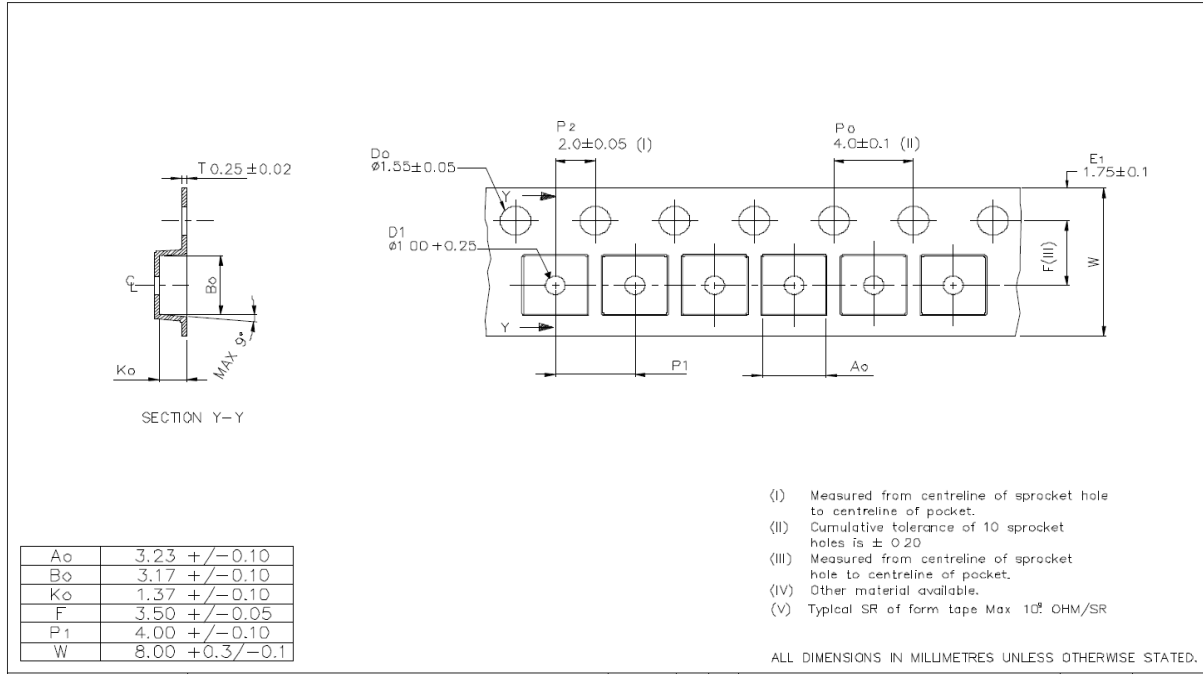 P2
2.0±0.05 (I)
Po
4.0±0.1 (II)
Do
ø1.55±0.05
E1
1.75±0.1
T 0.25±0.02
Y
D1
ø1.00+0.25
F(III)
W
℄
Bo
Y
MAX 9°
Ko
P1
Ao
SECTION Y-Y
(I) Measured from centreline of sprocket hole
to centreline of pocket.
(II) Cumulative tolerance of 10 sprocket
holes is ± 0.20
(III) Measured from centreline of sprocket
hole to centreline of pocket.
(IV) Other material available.
(V) Typical SR of form tape Max OHM/SR
Ao 3.23 +/-0.10
Bo 3.17 +/-0.10
Ko 1.37 +/-0.10
F 3.50 +/-0.05
P1 4.00 +/-0.10
W 8.00 +0.3/-0.1
ALL DIMENSIONS IN MILLIMETRES UNLESS OTHERWISE STATED.